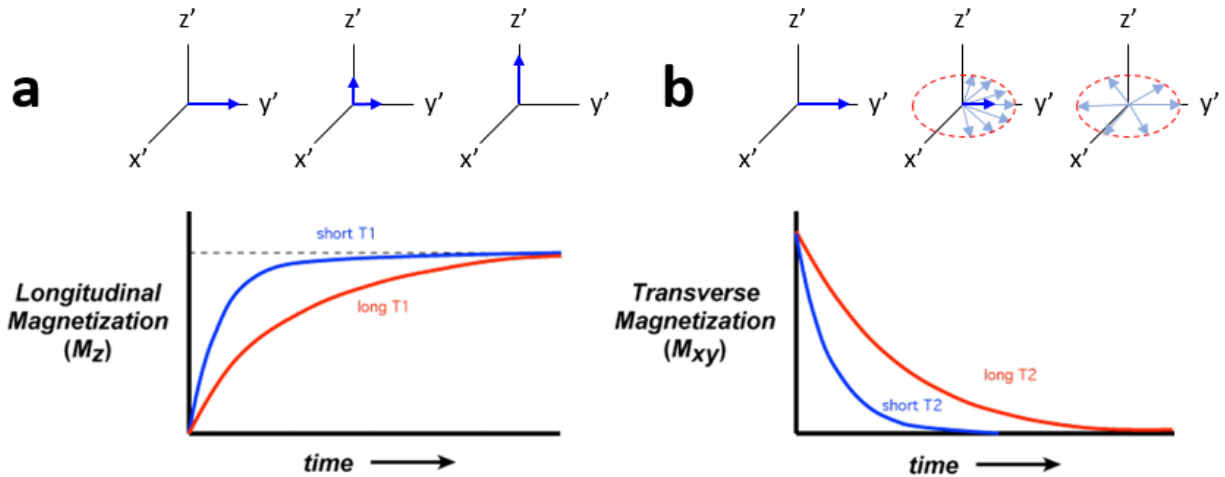 a
z'
y'
x'
z'
y'
x'
z'
y'
x'
Longitudinal
Magnetization
(Mz)
short T1
long T1
time
b
z'
y'
x'
z'
y'
x'
z'
y'
x'
Transverse
Magnetization
(Mxy)
long T2
short T2
time